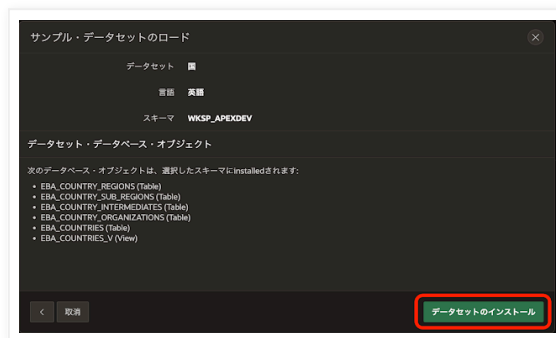 サンプル・データセットのロード
データセット 国
言語 英語
スキーマ WKSP_APEXDEV
データセット・データベース・オブジェクト
次のデータベース・オブジェクトは、選択したスキーマにinstalledされます:
• EBA_COUNTRY_REGIONS (Table)
• EBA_COUNTRY_SUB_REGIONS (Table)
• EBA_COUNTRY_INTERMEDIATES (Table)
• EBA_COUNTRY_ORGANIZATIONS (Table)
• EBA_COUNTRIES (Table)
• EBA_COUNTRIES_V (View)
取消 データセットのインストール